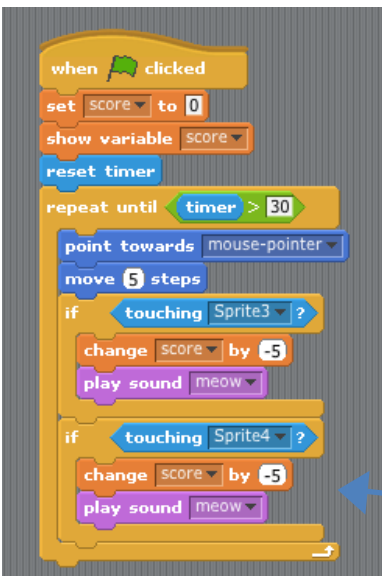 when clicked
set score to 0
show variable score
reset timer
repeat until timer > 30
point towards mouse-pointer
move 5 steps
if touching Sprite3 ?
change score by -5
play sound meow
if touching Sprite4 ?
change score by -5
play sound meow